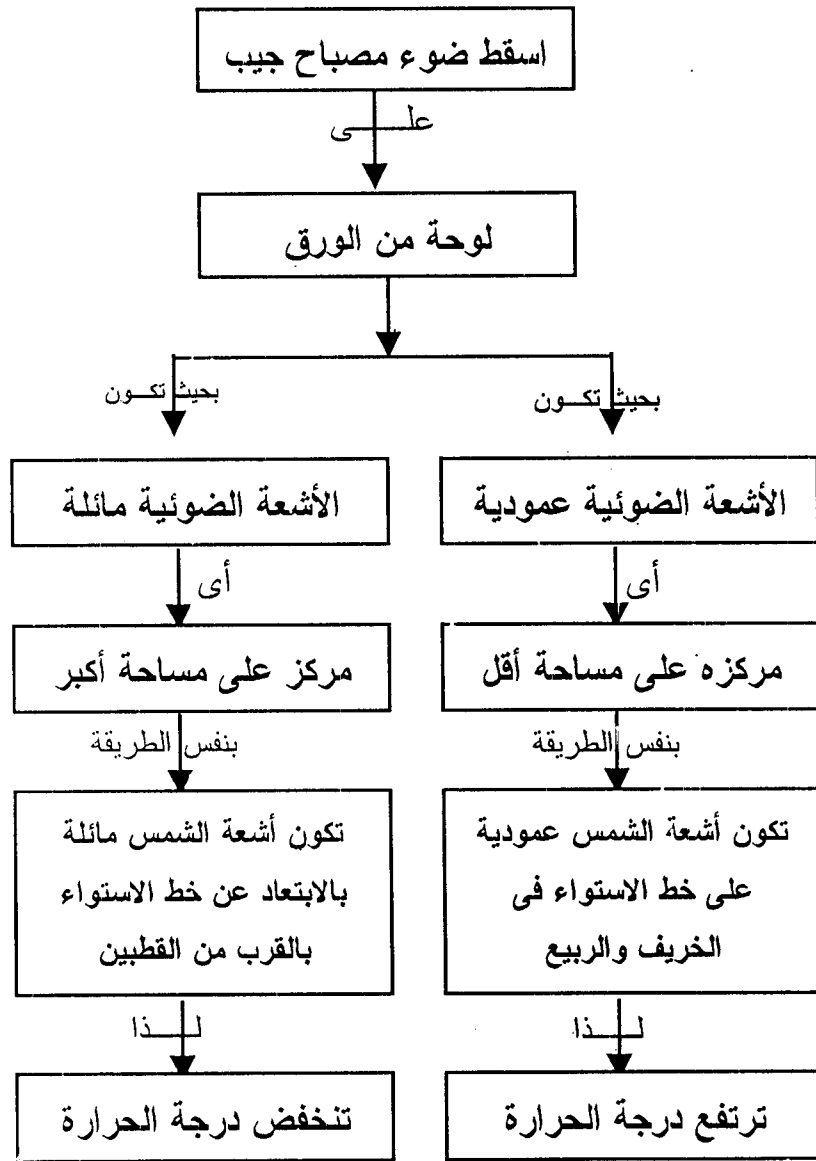 اسقط ضوء مصباح جيب
علـــى
لوحة من الورق
بحيث تكــون
بحيث تكــون
الأشعة الضوئية عمودية
الأشعة الضوئية مائلة
أى
أى
مركزه على مساحة أقل
مركز على مساحة أكبر
بنفس الطريقة
بنفس الطريقة
تكون أشعة الشمس عمودية
على خط الاستواء فى
الخريف والربيع
تكون أشعة الشمس مائلة
بالابتعاد عن خط الاستواء
بالقرب من القطبين
لـــذا
لـــذا
ترتفع درجة الحرارة
تنخفض درجة الحرارة